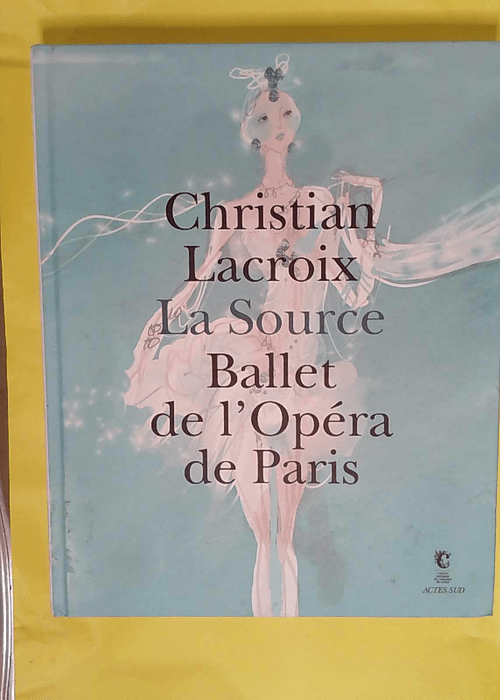 Christian
Lacroix
La Source
Ballet
de l'Opéra
de Paris
ACTES SUD